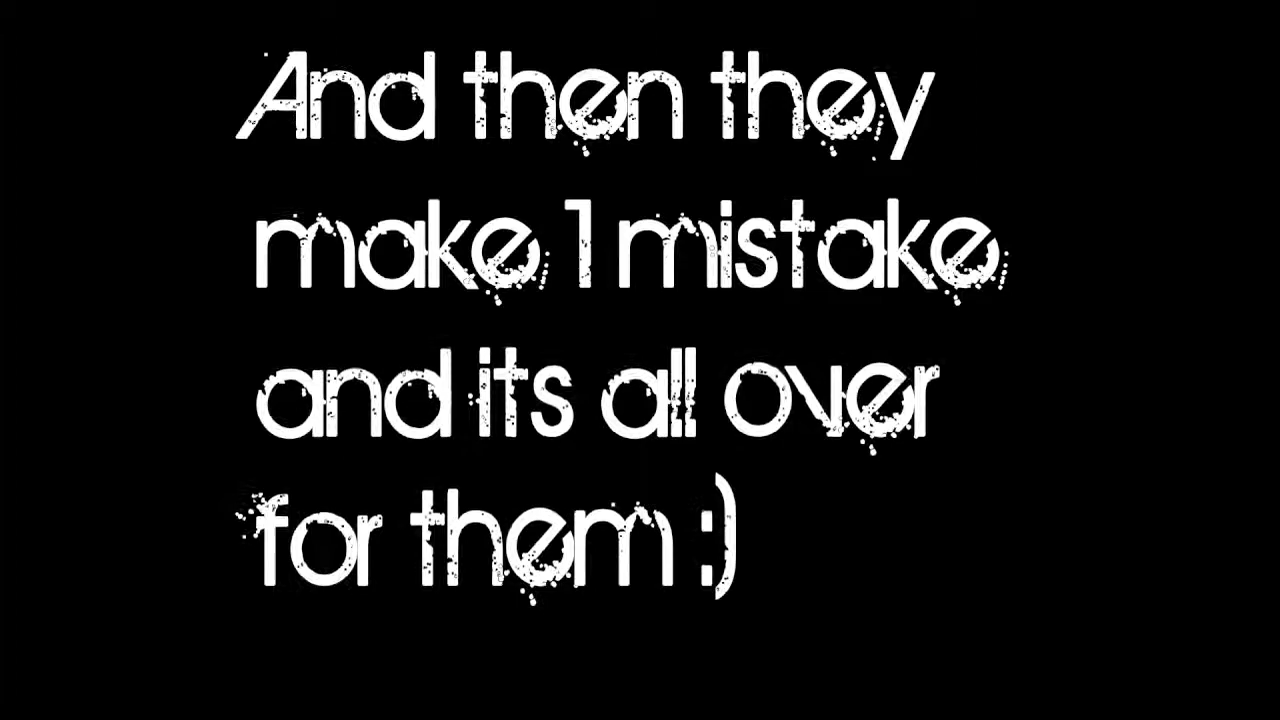 And then they
make 1 mistake
and its all over
for them :)